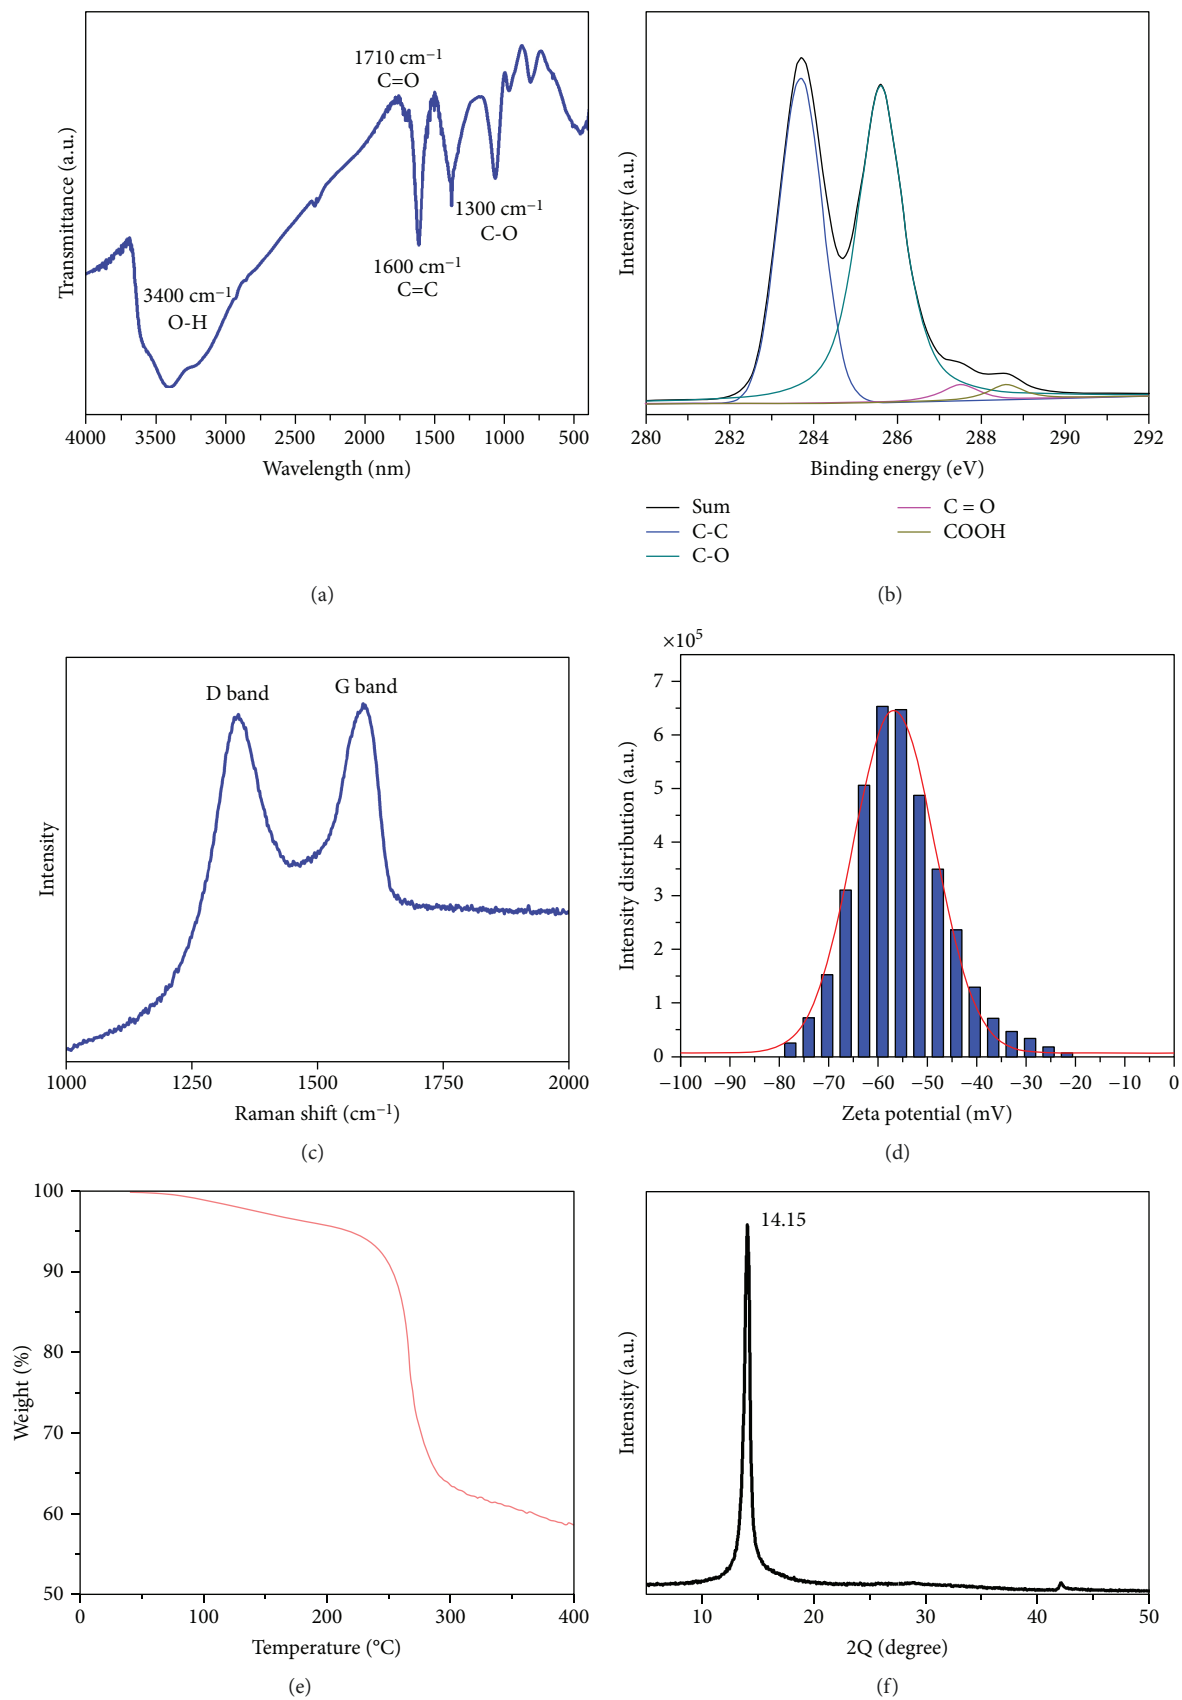 1710 cm⁻¹
C=O
3400 cm⁻¹
O-H
1300 cm⁻¹
C-O
1600 cm⁻¹
C=C
Transmittance (a.u.)
4000 3500 3000 2500 2000 1500 1000 500
Wavelength (nm)
(a)
Intensity (a.u.)
280 282 284 286 288 290 292
Binding energy (eV)
Sum
C-C
C-O
C = O
COOH
(b)
D band
G band
Intensity
1000 1250 1500 1750 2000
Raman shift (cm⁻¹)
(c)
×10⁵
7
6
5
4
3
2
1
0
Intensity distribution (a.u.)
−100 −90 −80 −70 −60 −50 −40 −30 −20 −10 0
Zeta potential (mV)
(d)
100
90
80
70
60
50
Weight (%)
0 100 200 300 400
Temperature (°C)
(e)
14.15
Intensity (a.u.)
10 20 30 40 50
2Q (degree)
(f)